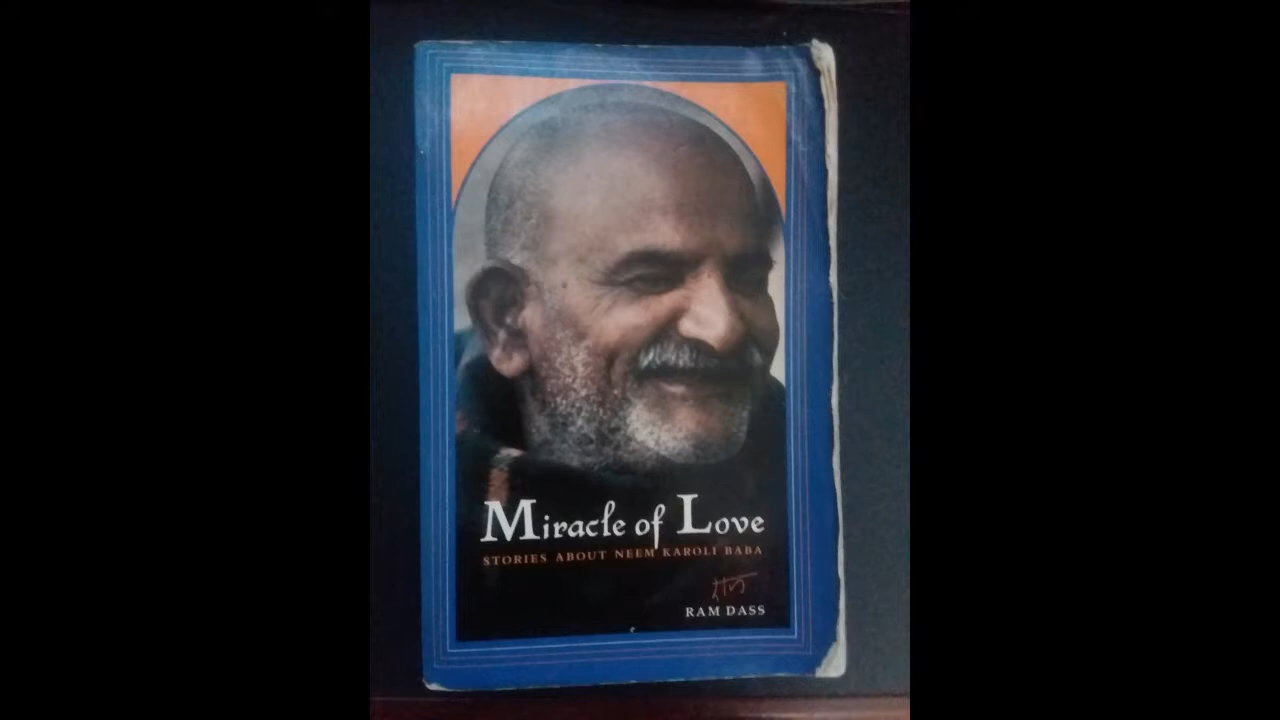 Miracle of Love
STORIES ABOUT NEEM KAROLI BABA
राम
RAM DASS